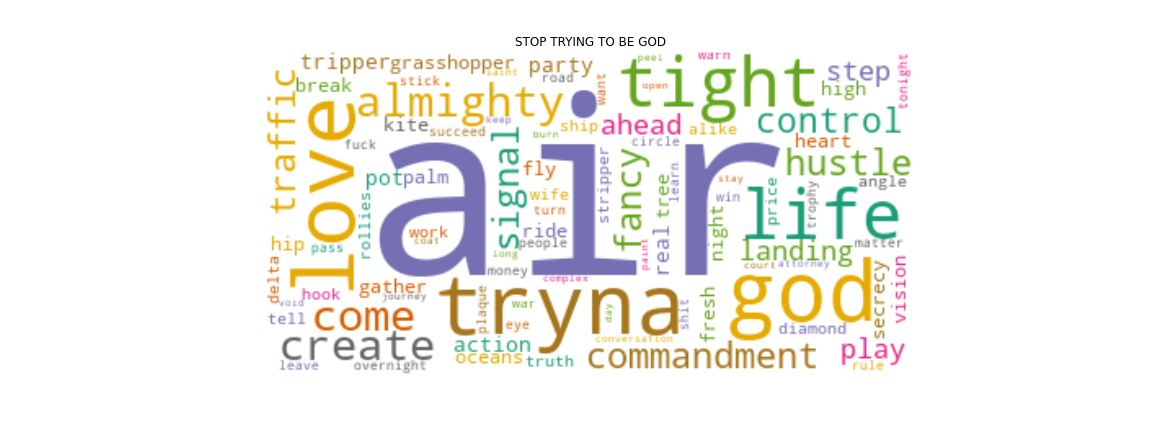 STOP TRYING TO BE GOD
tripper
grasshopper
saint
party
peel
warn
road
break
stick
want
tight
open
step
high
tonight
traffic
love
almighty
kite
succeed
keep
burn
ship
ahead
alike
control
fuck
circle
heart
hustle
air
signal
fly
stripper
fancy
tree
learn
stay
angle
pot
palm
wife
turn
win
price
trophy
life
rollies
work
coat
ride
people
real
night
hip
pass
long
paint
landing
matter
delta
money
complex
court
attorney
vision
hook
gather
journey
void
tell
come
tryna
plaque
war
eye
day
shit
fresh
god
secrecy
diamond
create
action
conversation
oceans
truth
commandment
play
leave
overnight
rule